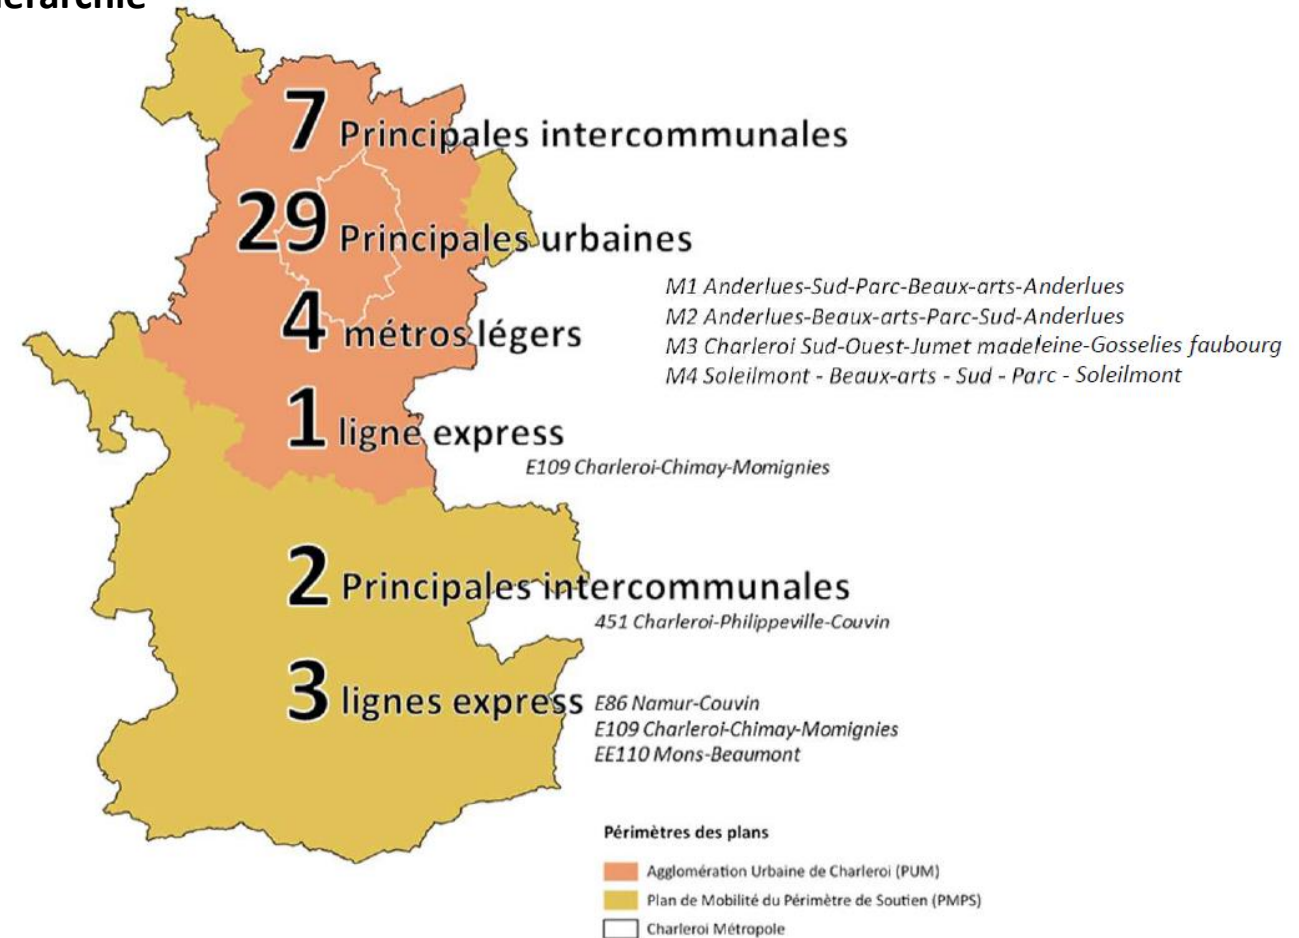 7 Principales intercommunales
29 Principales urbaines
M1 Anderlues-Sud-Parc-Beaux-arts-Anderlues
M2 Anderlues-Beaux-arts-Parc-Sud-Anderlues
4 métros légers
M3 Charleroi Sud-Ouest-Jumet madeleine-Gosselies faubourg
M4 Soleilmont - Beaux-arts - Sud - Parc - Soleilmont
1 ligne express
E109 Charleroi-Chimay-Momignies
2 Principales intercommunales
451 Charleroi-Philippeville-Couvin
3 lignes express
E86 Namur-Couvin
E109 Charleroi-Chimay-Momignies
EE110 Mons-Beaumont
Périmètres des plans
Agglomération Urbaine de Charleroi (PUM)
Plan de Mobilité du Périmètre de Soutien (PMPS)
Charleroi Métropole